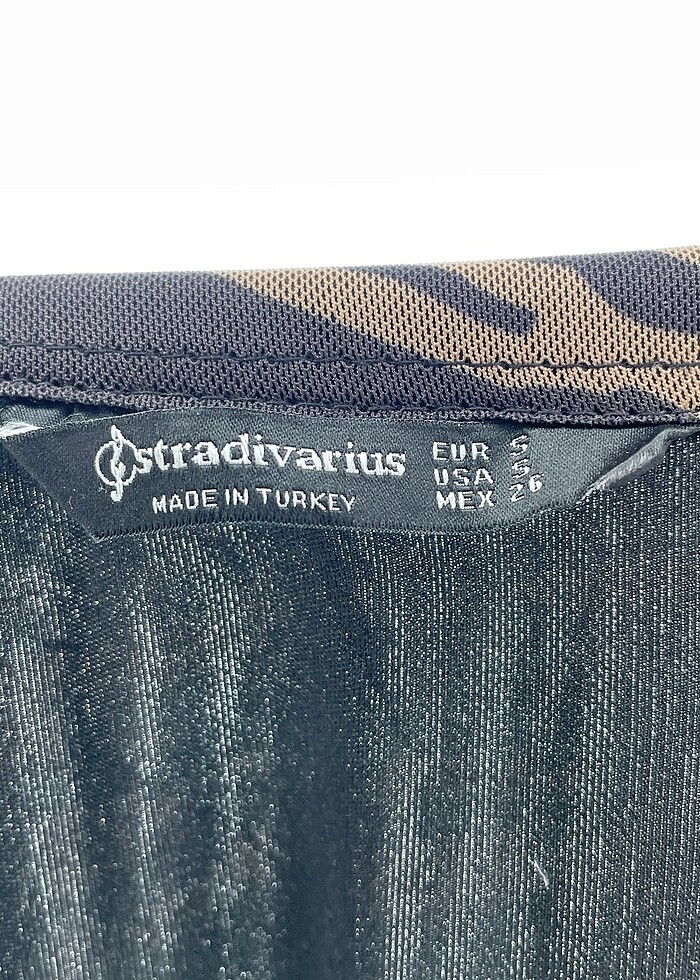 stradivarius
MADE IN TURKEY
EUR S
USA S
MEX 26